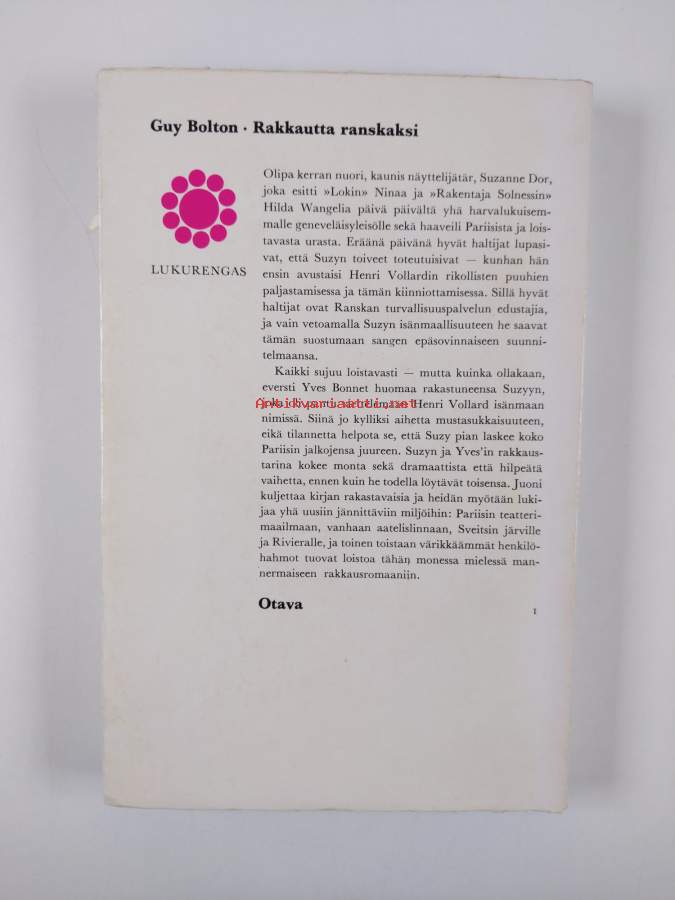 Guy Bolton · Rakkautta ranskaksi
LUKURENGAS
Olipa kerran nuori, kaunis näyttelijätär, Suzanne Dor,
joka esitti »Lokin» Ninaa ja »Rakentaja Solnessin»
Hilda Wangelia päivä päivältä yhä harvalukuisem-
malle geneveläisyleisölle sekä haaveili Pariisista ja lois-
tavasta urasta. Eräänä päivänä hyvät haltijat lupasi-
vat, että Suzyn toiveet toteutuisivat — kunhan hän
ensin avustaisi Henri Vollardin rikollisten puuhien
paljastamisessa ja tämän kiinniottamisessa. Sillä hyvät
haltijat ovat Ranskan turvallisuuspalvelun edustajia,
ja vain vetoamalla Suzyn isänmaallisuuteen he saavat
tämän suostumaan sangen epäsovinnaiseen suunni-
telmaansa.
Kaikki sujuu loistavasti — mutta kuinka ollakaan,
eversti Yves Bonnet huomaa rakastuneensa Suzyyn,
Henri Vollard isänmaan
Antikvariaatti.net
nimissä. Siinä jo kylliksi aihetta mustasukkaisuuteen,
eikä tilannetta helpota se, että Suzy pian laskee koko
Pariisin jalkojensa juureen. Suzyn ja Yves'in rakkaus-
tarina kokee monta sekä dramaattista että hilpeätä
vaihetta, ennen kuin he todella löytävät toisensa. Juoni
kuljettaa kirjan rakastavaisia ja heidän myötään luki-
jaa yhä uusiin jännittäviin miljöihin: Pariisin teatteri-
maailmaan, vanhaan aatelislinnaan, Sveitsin järville
ja Rivieralle, ja toinen toistaan värikkäämmät henkilö-
hahmot tuovat loistoa tähän monessa mielessä man-
nermaiseen rakkausromaaniin.
Otava
1